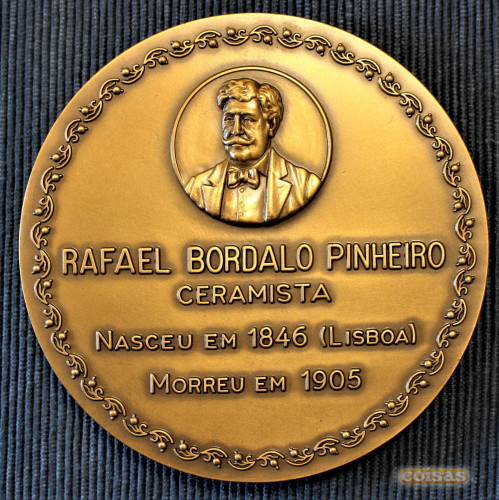 RAFAEL BORDALO PINHEIRO
CERAMISTA
NASCEU EM 1846 (LISBOA)
MORREU EM 1905
coisas